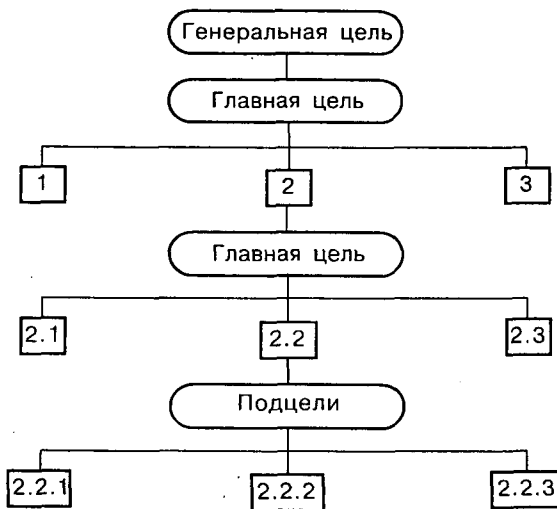 Генеральная цель
Главная цель
1 2 3
Главная цель
2.1 2.2 2.3
Подцели
2.2.1 2.2.2 2.2.3